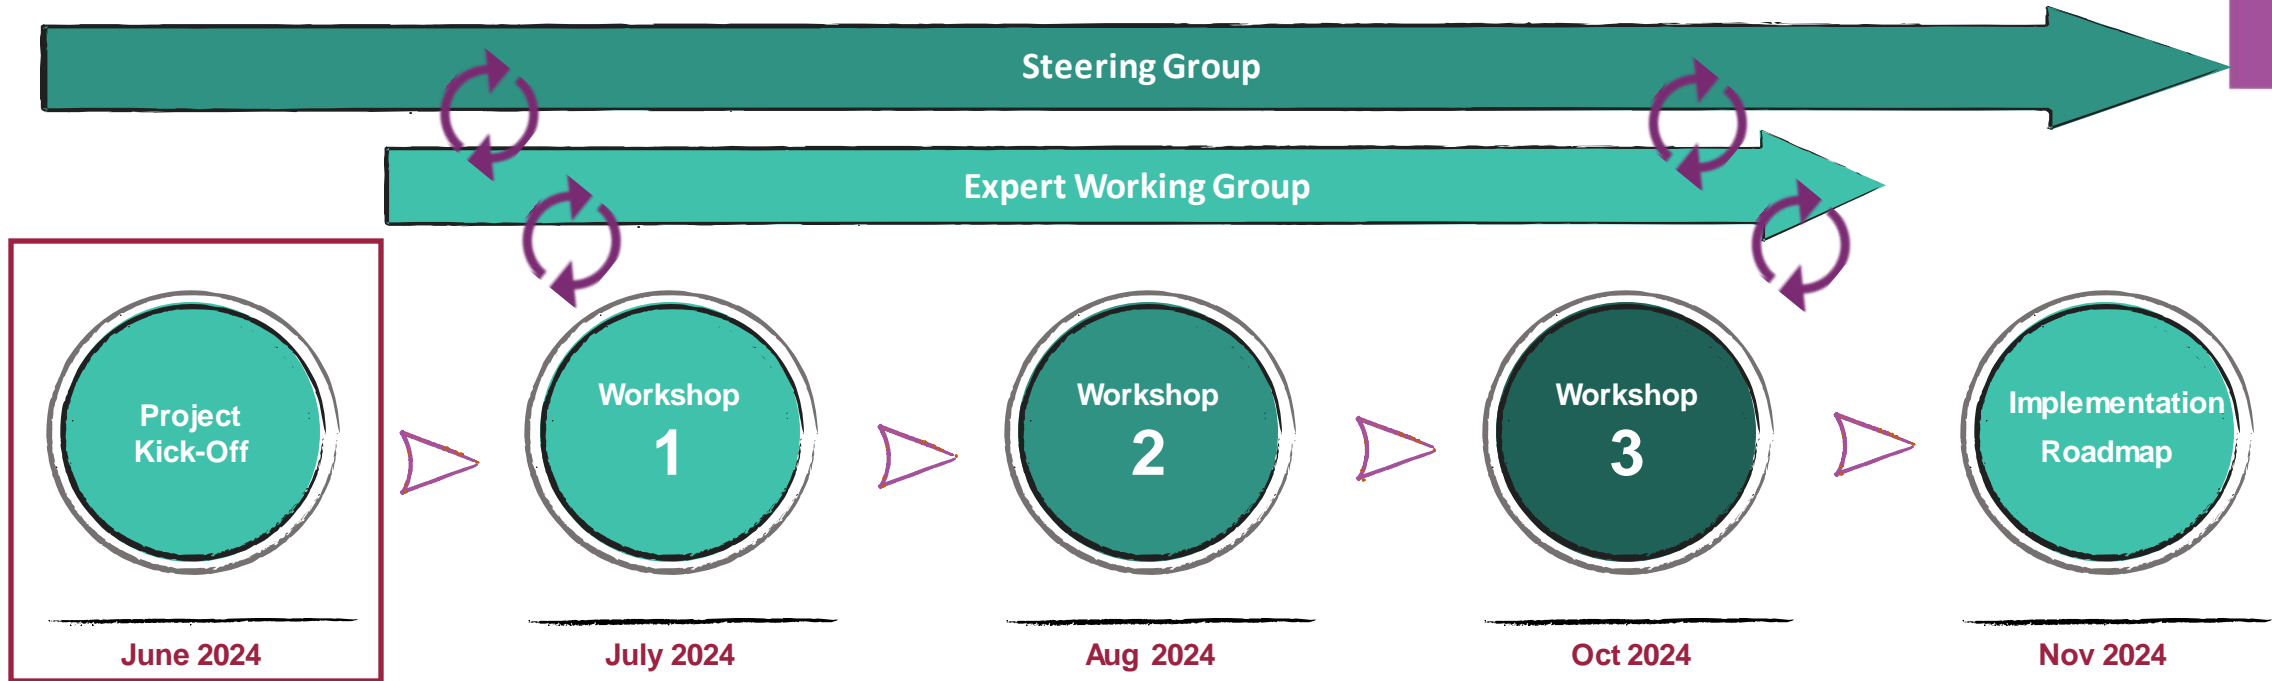 Steering Group
Expert Working Group
Project
Kick-Off
Workshop
1
Workshop
2
Workshop
3
Implementation
Roadmap
June 2024
July 2024
Aug 2024
Oct 2024
Nov 2024